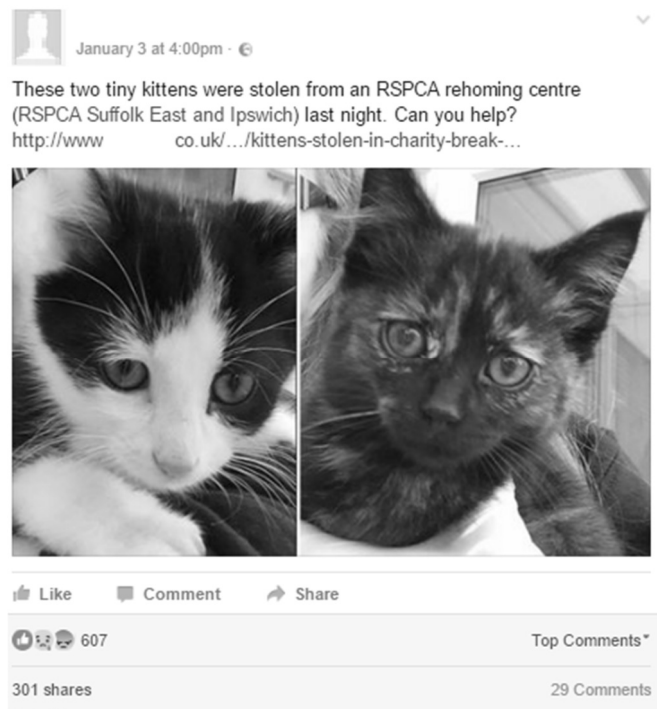 January 3 at 4:00pm ·
These two tiny kittens were stolen from an RSPCA rehoming centre
(RSPCA Suffolk East and Ipswich) last night. Can you help?
http://www co.uk/.../kittens-stolen-in-charity-break-...
Like Comment Share
607 Top Comments
301 shares 29 Comments